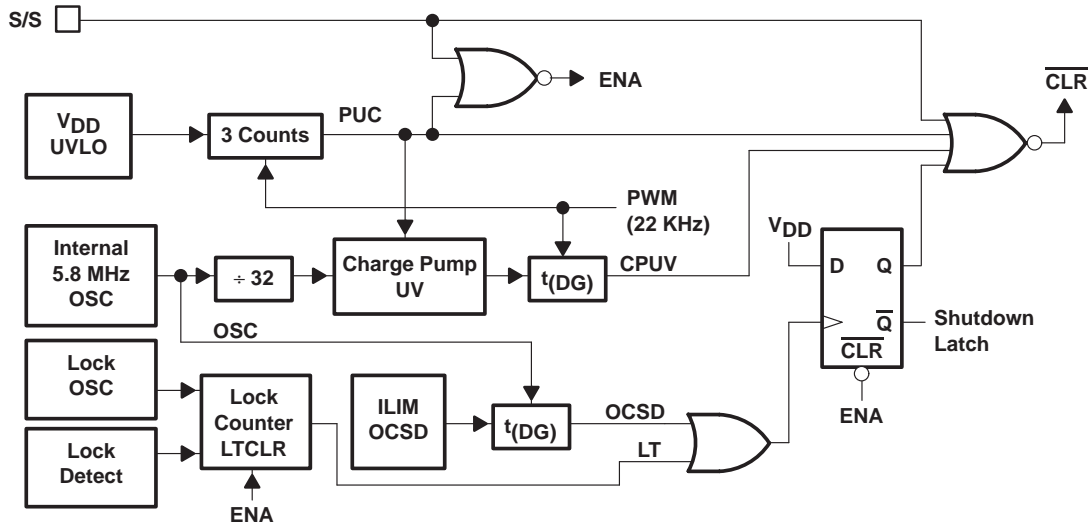 S/S
ENA
CLR
PUC
VDD
UVLO
3 Counts
PWM
(22 KHz)
VDD
Internal
5.8 MHz
OSC
÷ 32
Charge Pump
UV
t(DG)
CPUV
D
Q
Q
CLR
Shutdown
Latch
OSC
Lock
OSC
Lock
Counter
LTCLR
ILIM
OCSD
t(DG)
OCSD
LT
ENA
Lock
Detect
ENA